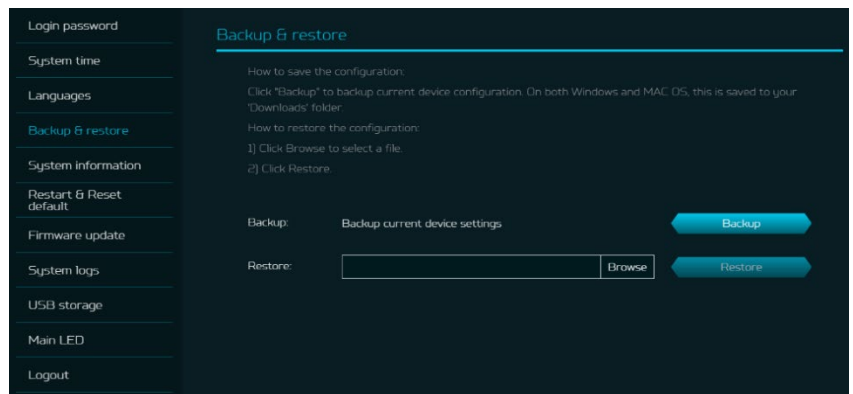 Login password
System time
Languages
Backup & restore
System information
Restart & Reset
default
Firmware update
System logs
USB storage
Main LED
Logout
Backup & restore
How to save the configuration:
Click "Backup" to backup current device configuration. On both Windows and MAC OS, this is saved to your
'Downloads' folder.
How to restore the configuration:
1) Click Browse to select a file.
2) Click Restore.
Backup: Backup current device settings Backup
Restore: Browse Restore